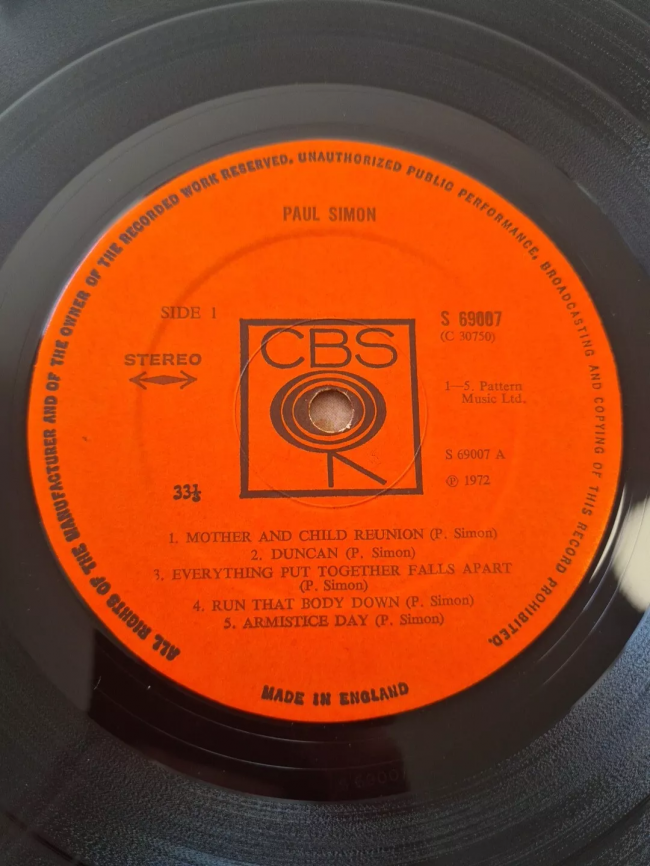 ALL RIGHTS OF THE MANUFACTURER AND OF THE OWNER OF THE RECORDED WORK RESERVED. UNAUTHORIZED PUBLIC PERFORMANCE, BROADCASTING AND COPYING OF THIS RECORD PROHIBITED.
PAUL SIMON
SIDE 1
STEREO
33⅓
CBS
S 69007
(C 30750)
1—5. Pattern
Music Ltd.
S 69007 A
℗ 1972
1. MOTHER AND CHILD REUNION (P. Simon)
2. DUNCAN (P. Simon)
3. EVERYTHING PUT TOGETHER FALLS APART
(P. Simon)
4. RUN THAT BODY DOWN (P. Simon)
5. ARMISTICE DAY (P. Simon)
MADE IN ENGLAND